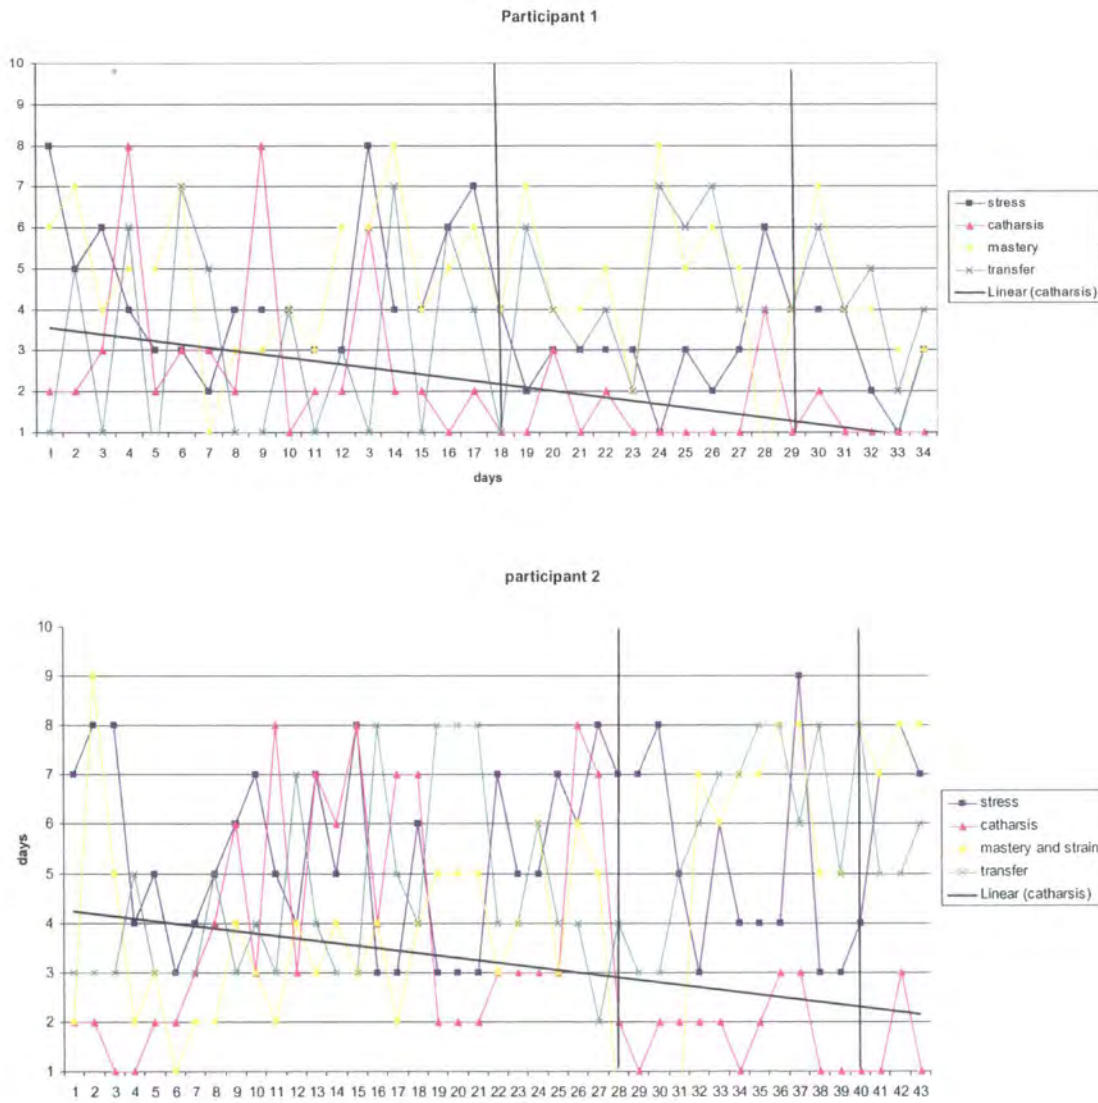 Participant 1
10
9
8
7
6
5
4
3
2
1
1 2 3 4 5 6 7 8 9 10 11 12 3 14 15 16 17 18 19 20 21 22 23 24 25 26 27 28 29 30 31 32 33 34
days
stress
catharsis
mastery
transfer
Linear (catharsis)
participant 2
10
9
8
7
6
5
4
3
2
1
days
1 2 3 4 5 6 7 8 9 10 11 12 13 14 15 16 17 18 19 20 21 22 23 24 25 26 27 28 29 30 31 32 33 34 35 36 37 38 39 40 41 42 43
stress
catharsis
mastery and strain
transfer
Linear (catharsis)